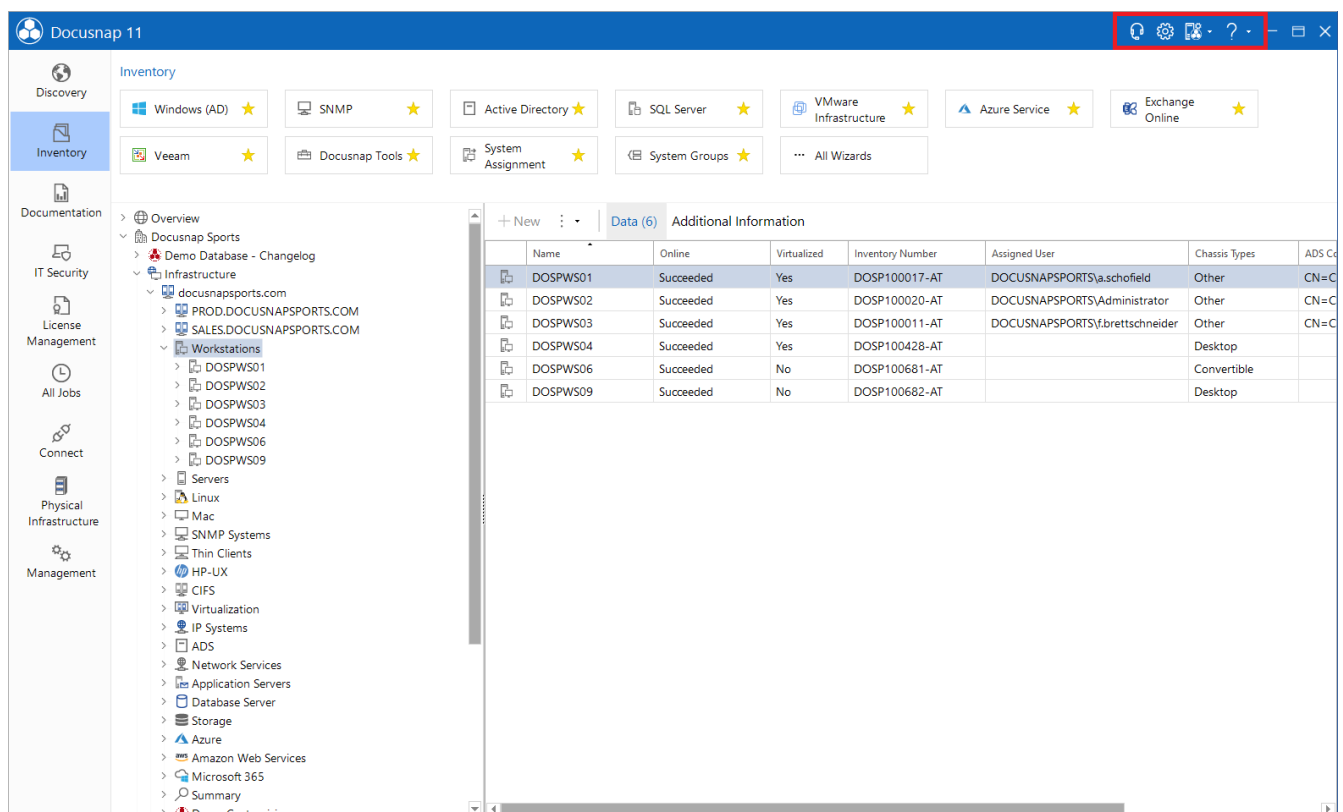 Docusnap 11
Discovery
Inventory
Documentation
IT Security
License
Management
All Jobs
Connect
Physical
Infrastructure
Management
Inventory
Windows (AD)
SNMP
Active Directory
SQL Server
VMware
Infrastructure
Azure Service
Exchange
Online
Veeam
Docusnap Tools
System
Assignment
System Groups
All Wizards
Overview
Docusnap Sports
Demo Database - Changelog
Infrastructure
docusnapsports.com
PROD.DOCUSNAPSPORTS.COM
SALES.DOCUSNAPSPORTS.COM
Workstations
DOSPWS01
DOSPWS02
DOSPWS03
DOSPWS04
DOSPWS06
DOSPWS09
Servers
Linux
Mac
SNMP Systems
Thin Clients
HP-UX
CIFS
Virtualization
IP Systems
ADS
Network Services
Application Servers
Database Server
Storage
Azure
aws Amazon Web Services
Microsoft 365
Summary
+ New Data (6) Additional Information
Name Online Virtualized Inventory Number Assigned User Chassis Types ADS Co
DOSPWS01 Succeeded Yes DOSP100017-AT DOCUSNAPSPORTS\a.schofield Other CN=C
DOSPWS02 Succeeded Yes DOSP100020-AT DOCUSNAPSPORTS\Administrator Other CN=C
DOSPWS03 Succeeded Yes DOSP100011-AT DOCUSNAPSPORTS\f.brettschneider Other CN=C
DOSPWS04 Succeeded Yes DOSP100428-AT Desktop
DOSPWS06 Succeeded No DOSP100681-AT Convertible
DOSPWS09 Succeeded No DOSP100682-AT Desktop